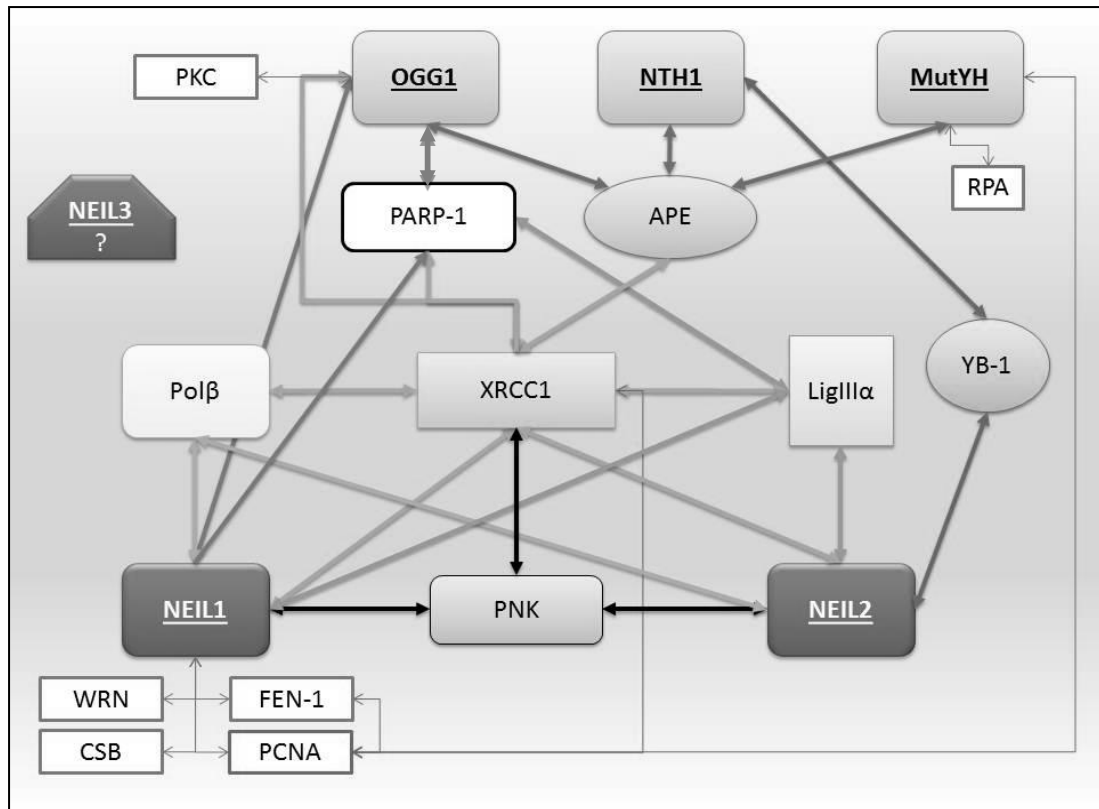 PKC
OGG1
NTH1
MutYH
RPA
NEIL3
?
PARP-1
APE
Polβ
XRCC1
LigIIIα
YB-1
NEIL1
PNK
NEIL2
WRN
FEN-1
CSB
PCNA